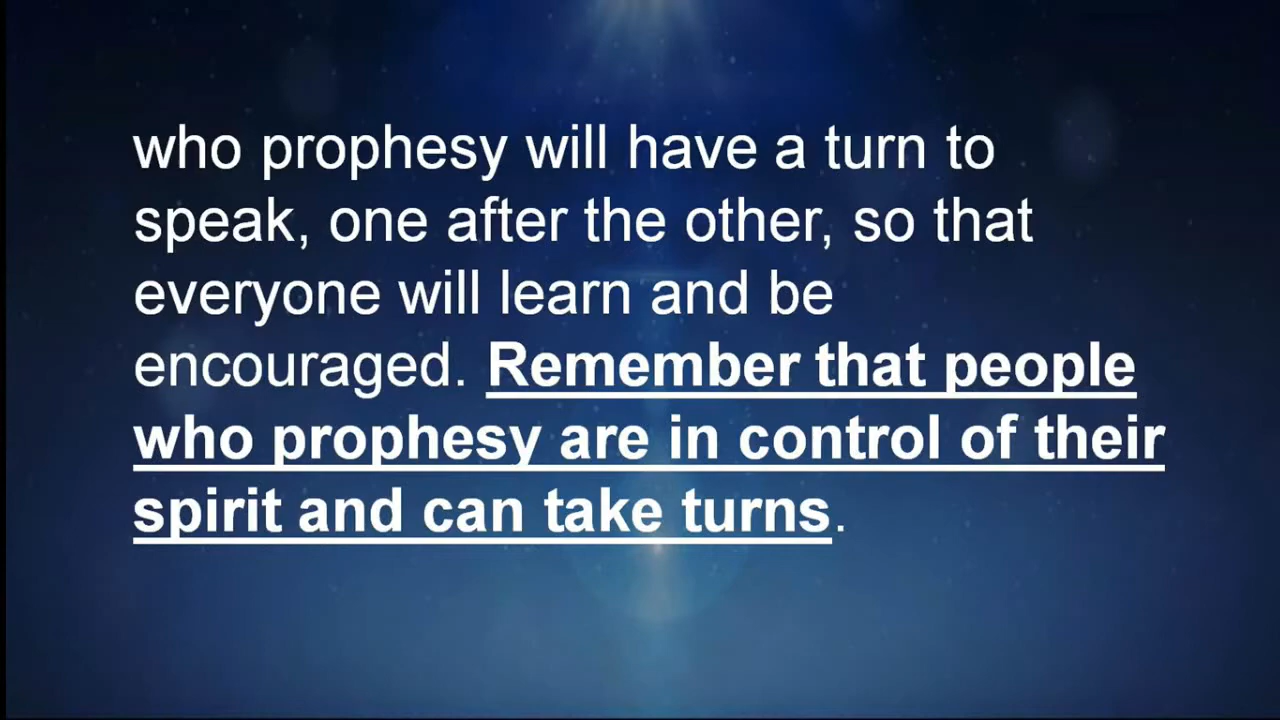 who prophesy will have a turn to
speak, one after the other, so that
everyone will learn and be
encouraged. Remember that people
who prophesy are in control of their
spirit and can take turns.